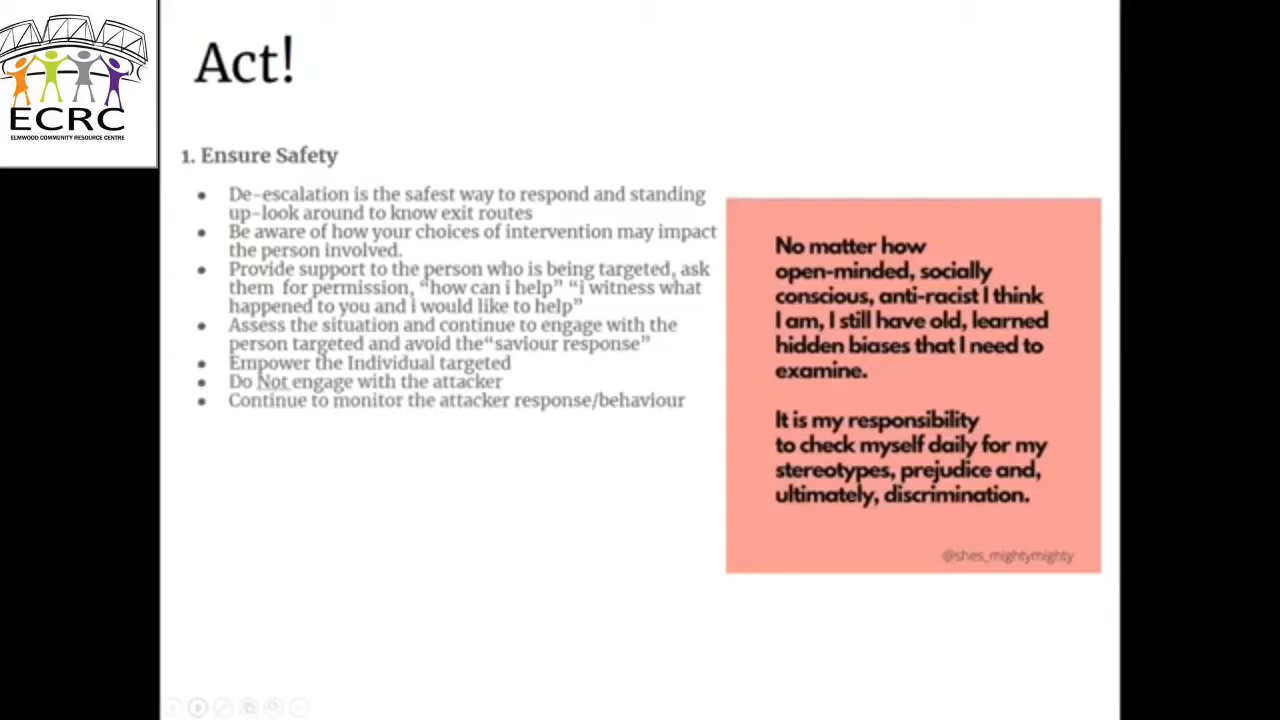 ECRC
ELMWOOD COMMUNITY RESOURCE CENTRE
Act!
1. Ensure Safety
● De-escalation is the safest way to respond and standing
up-look around to know exit routes
● Be aware of how your choices of intervention may impact
the person involved.
● Provide support to the person who is being targeted, ask
them for permission, “how can i help” “i witness what
happened to you and i would like to help”
● Assess the situation and continue to engage with the
person targeted and avoid the“saviour response”
● Empower the Individual targeted
● Do Not engage with the attacker
● Continue to monitor the attacker response/behaviour
No matter how
open-minded, socially
conscious, anti-racist I think
I am, I still have old, learned
hidden biases that I need to
examine.
It is my responsibility
to check myself daily for my
stereotypes, prejudice and,
ultimately, discrimination.
@shes_mightymighty